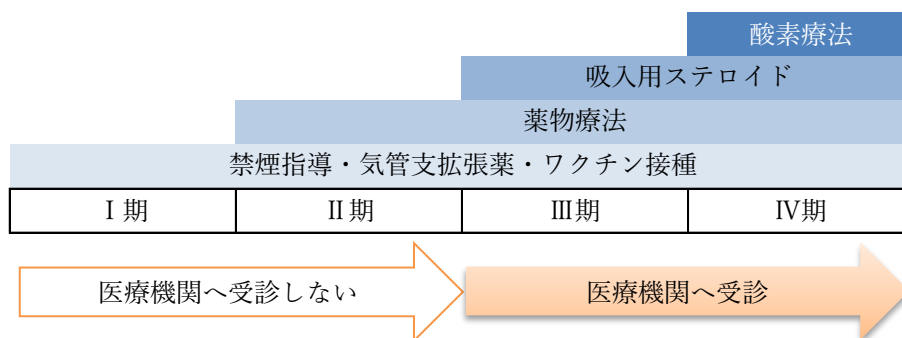 酸素療法
吸入用ステロイド
薬物療法
禁煙指導・気管支拡張薬・ワクチン接種
Ⅰ期 Ⅱ期 Ⅲ期 Ⅳ期
医療機関へ受診しない 医療機関へ受診